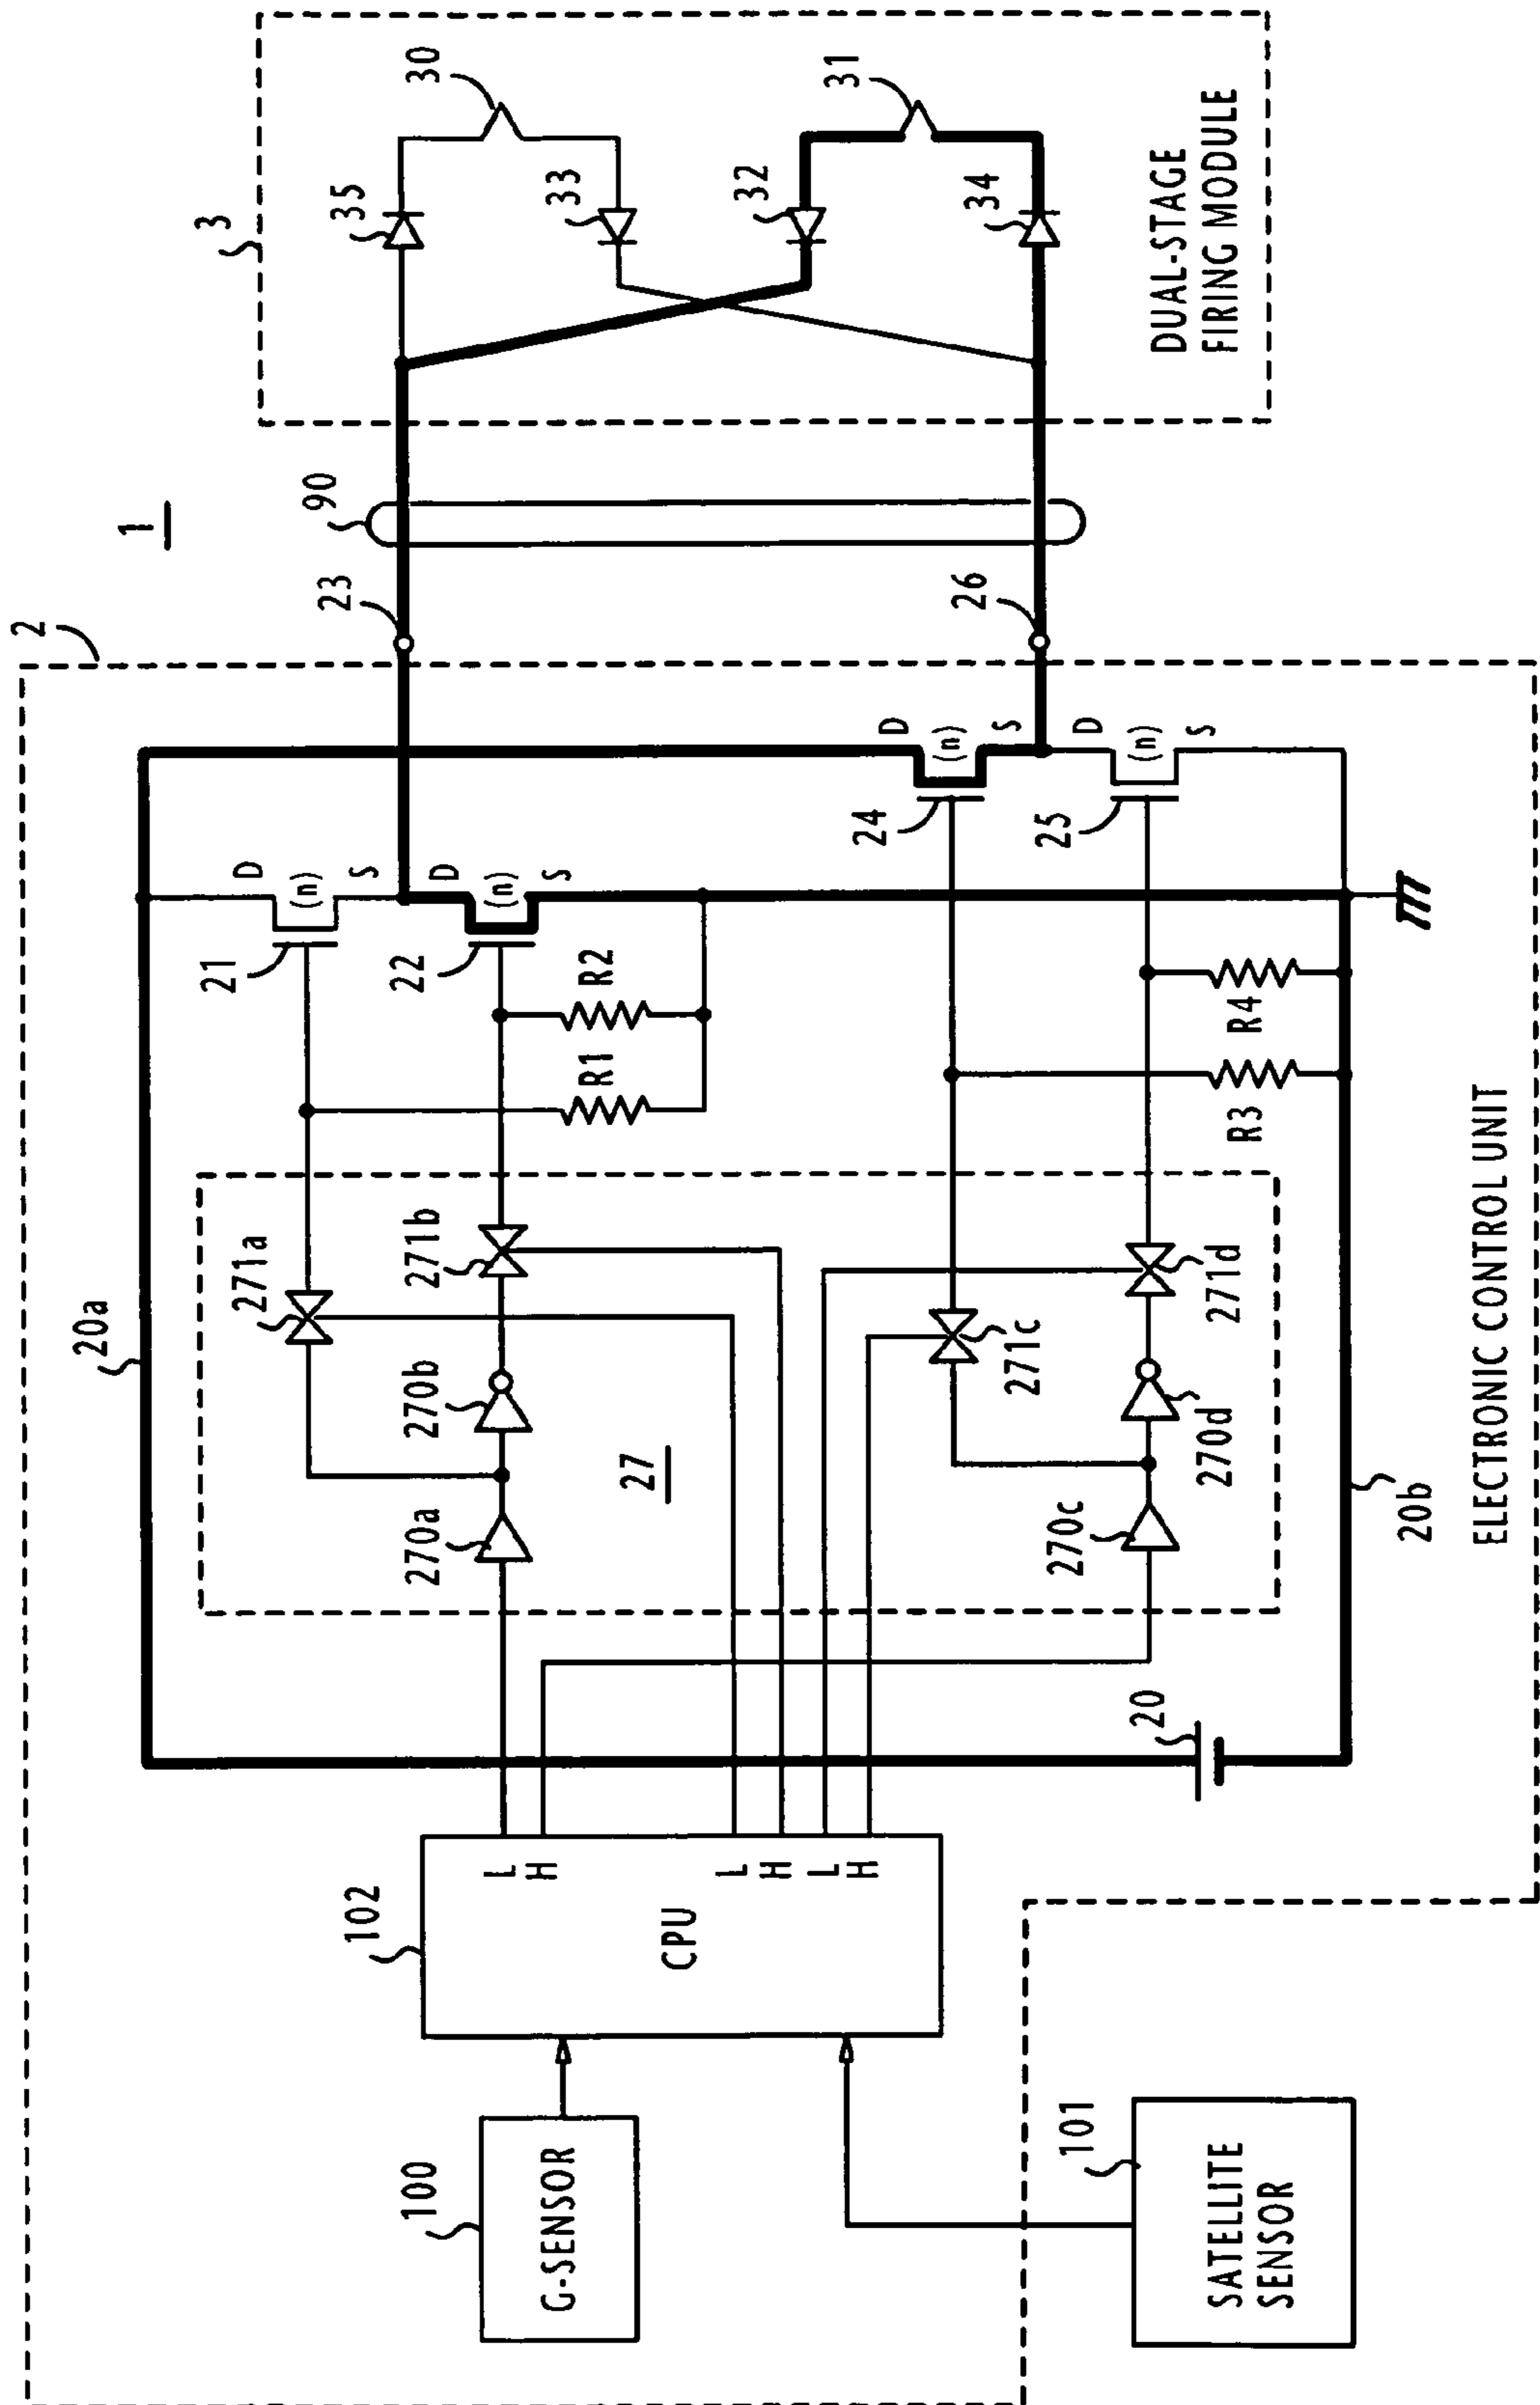 1
2
3
20a
20b
20
21
D
(n)
S
22
D
(n)
S
23
24
D
(n)
S
25
D
(n)
S
26
90
30
31
35
33
32
34
DUAL-STAGE
FIRING MODULE
R1
R2
R3
R4
271a
271b
271c
271d
270a
270b
270c
270d
27
102
CPU
L
H
L
H
L
H
100
G-SENSOR
101
SATELLITE
SENSOR
ELECTRONIC CONTROL UNIT